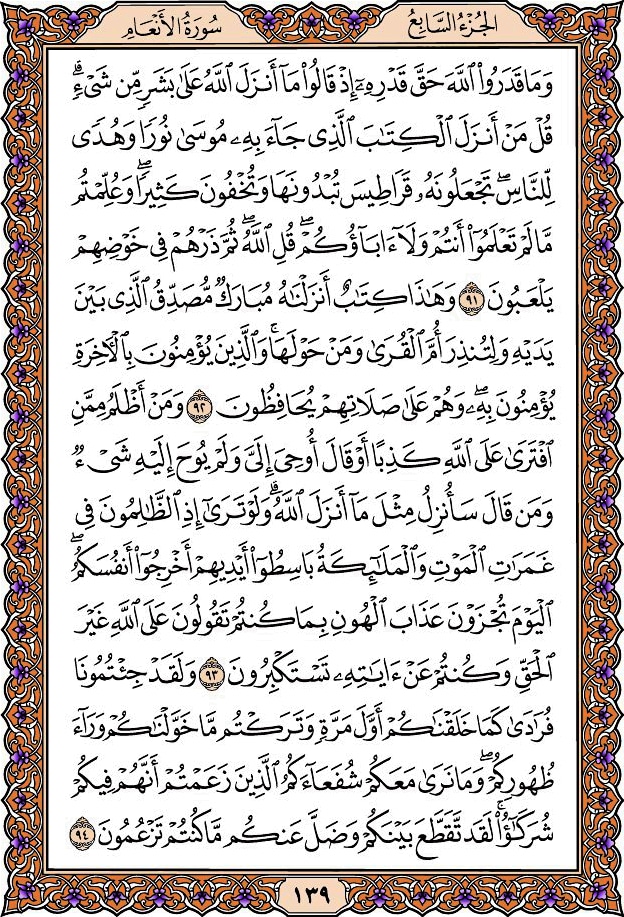 الجُزْءُ السَّابِعُ
سُورَةُ الأَنْعَامِ
وَمَا قَدَرُوا۟ ٱللَّهَ حَقَّ قَدْرِهِۦٓ إِذْ قَالُوا۟ مَآ أَنزَلَ ٱللَّهُ عَلَىٰ بَشَرٍ مِّن شَىْءٍۗ
قُلْ مَنْ أَنزَلَ ٱلْكِتَٰبَ ٱلَّذِى جَآءَ بِهِۦ مُوسَىٰ نُورًا وَهُدًى
لِّلنَّاسِۖ تَجْعَلُونَهُۥ قَرَاطِيسَ تُبْدُونَهَا وَتُخْفُونَ كَثِيرًاۖ وَعُلِّمْتُم
مَّا لَمْ تَعْلَمُوٓا۟ أَنتُمْ وَلَآ ءَابَآؤُكُمْۖ قُلِ ٱللَّهُۖ ثُمَّ ذَرْهُمْ فِى خَوْضِهِمْ
يَلْعَبُونَ ٩١ وَهَٰذَا كِتَٰبٌ أَنزَلْنَٰهُ مُبَارَكٌ مُّصَدِّقُ ٱلَّذِى بَيْنَ
يَدَيْهِ وَلِتُنذِرَ أُمَّ ٱلْقُرَىٰ وَمَنْ حَوْلَهَاۚ وَٱلَّذِينَ يُؤْمِنُونَ بِٱلْءَاخِرَةِ
يُؤْمِنُونَ بِهِۦۖ وَهُمْ عَلَىٰ صَلَاتِهِمْ يُحَافِظُونَ ٩٢ وَمَنْ أَظْلَمُ مِمَّنِ
ٱفْتَرَىٰ عَلَى ٱللَّهِ كَذِبًا أَوْ قَالَ أُوحِىَ إِلَىَّ وَلَمْ يُوحَ إِلَيْهِ شَىْءٌ
وَمَن قَالَ سَأُنزِلُ مِثْلَ مَآ أَنزَلَ ٱللَّهُۗ وَلَوْ تَرَىٰٓ إِذِ ٱلظَّٰلِمُونَ فِى
غَمَرَٰتِ ٱلْمَوْتِ وَٱلْمَلَٰٓئِكَةُ بَاسِطُوٓا۟ أَيْدِيهِمْ أَخْرِجُوٓا۟ أَنفُسَكُمُۖ
ٱلْيَوْمَ تُجْزَوْنَ عَذَابَ ٱلْهُونِ بِمَا كُنتُمْ تَقُولُونَ عَلَى ٱللَّهِ غَيْرَ
ٱلْحَقِّ وَكُنتُمْ عَنْ ءَايَٰتِهِۦ تَسْتَكْبِرُونَ ٩٣ وَلَقَدْ جِئْتُمُونَا
فُرَٰدَىٰ كَمَا خَلَقْنَٰكُمْ أَوَّلَ مَرَّةٍ وَتَرَكْتُم مَّا خَوَّلْنَٰكُمْ وَرَآءَ
ظُهُورِكُمْۖ وَمَا نَرَىٰ مَعَكُمْ شُفَعَآءَكُمُ ٱلَّذِينَ زَعَمْتُمْ أَنَّهُمْ فِيكُمْ
شُرَكَٰٓؤُا۟ۚ لَقَد تَّقَطَّعَ بَيْنَكُمْ وَضَلَّ عَنكُم مَّا كُنتُمْ تَزْعُمُونَ ٩٤
١٣٩